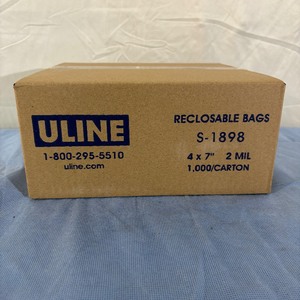 ULINE
1-800-295-5510
uline.com
RECLOSABLE BAGS
S-1898
4 x 7" 2 MIL
1,000/CARTON